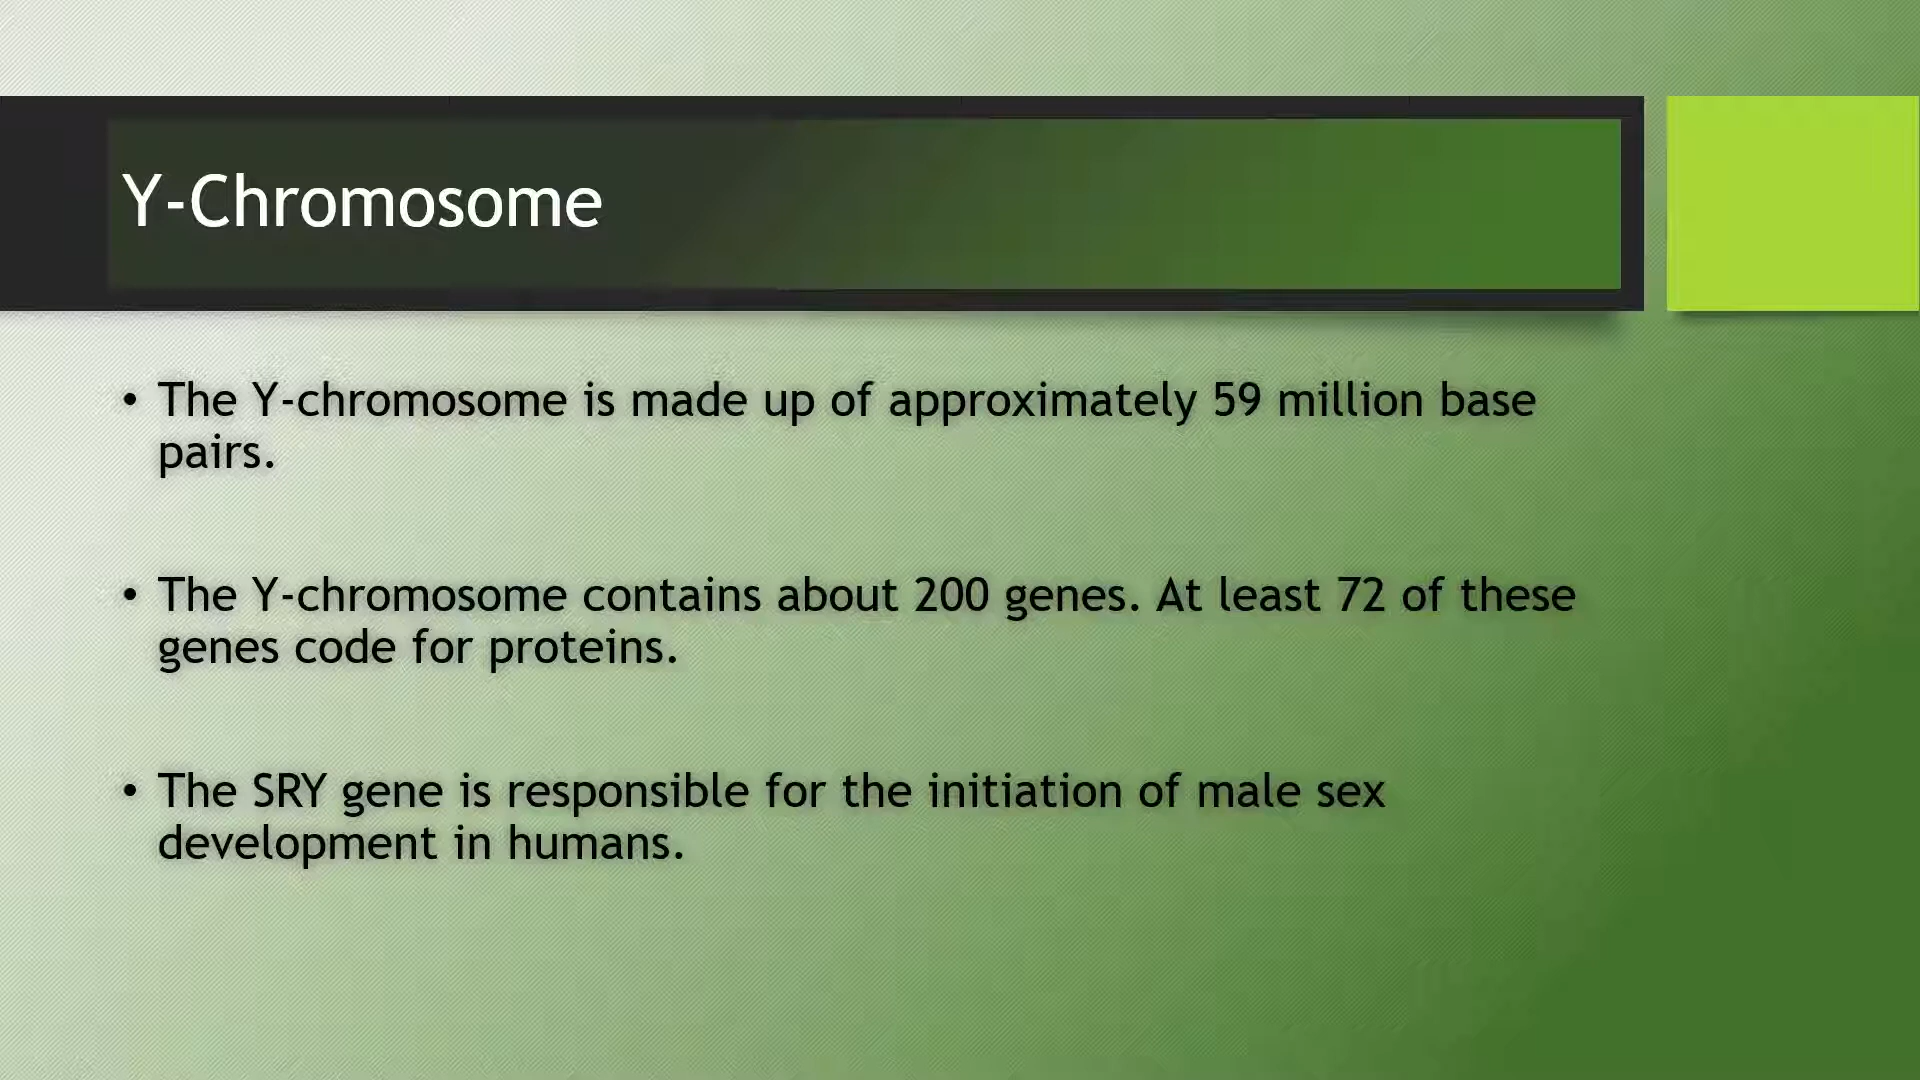 Y-Chromosome
• The Y-chromosome is made up of approximately 59 million base
pairs.
• The Y-chromosome contains about 200 genes. At least 72 of these
genes code for proteins.
• The SRY gene is responsible for the initiation of male sex
development in humans.